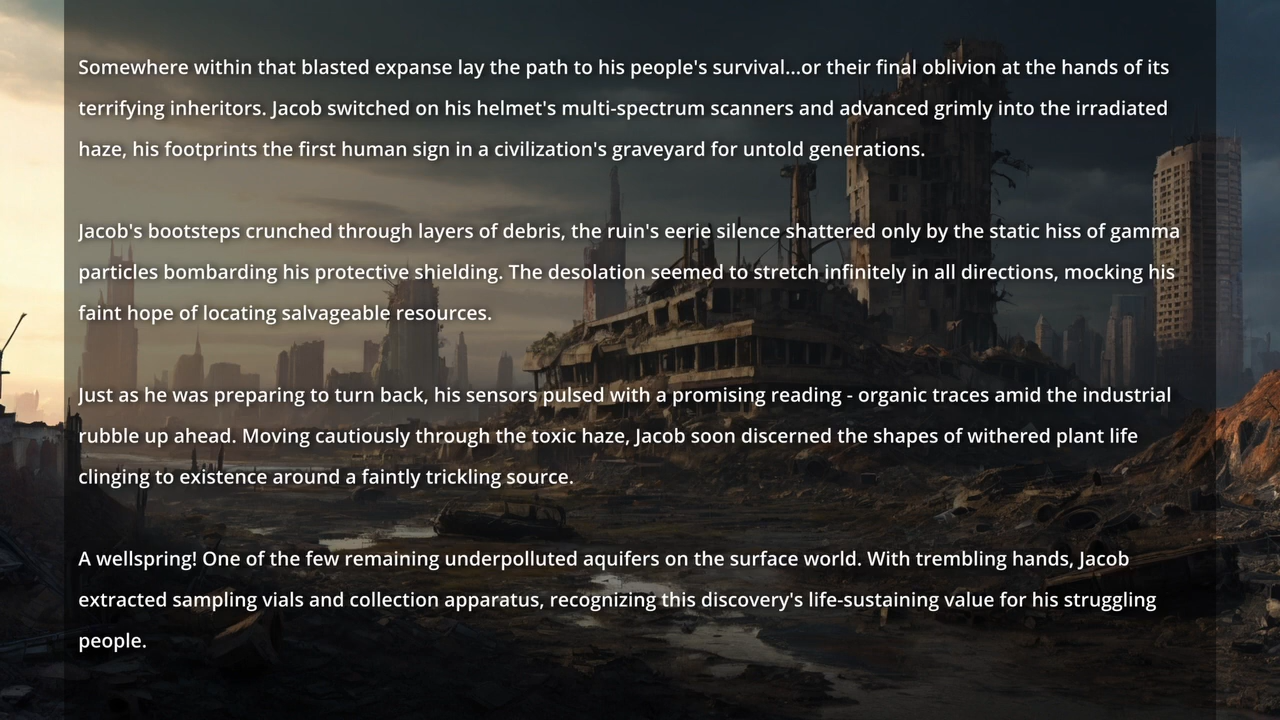 Somewhere within that blasted expanse lay the path to his people's survival...or their final oblivion at the hands of its
terrifying inheritors. Jacob switched on his helmet's multi-spectrum scanners and advanced grimly into the irradiated
haze, his footprints the first human sign in a civilization's graveyard for untold generations.
Jacob's bootsteps crunched through layers of debris, the ruin's eerie silence shattered only by the static hiss of gamma
particles bombarding his protective shielding. The desolation seemed to stretch infinitely in all directions, mocking his
faint hope of locating salvageable resources.
Just as he was preparing to turn back, his sensors pulsed with a promising reading - organic traces amid the industrial
rubble up ahead. Moving cautiously through the toxic haze, Jacob soon discerned the shapes of withered plant life
clinging to existence around a faintly trickling source.
A wellspring! One of the few remaining underpolluted aquifers on the surface world. With trembling hands, Jacob
extracted sampling vials and collection apparatus, recognizing this discovery's life-sustaining value for his struggling
people.